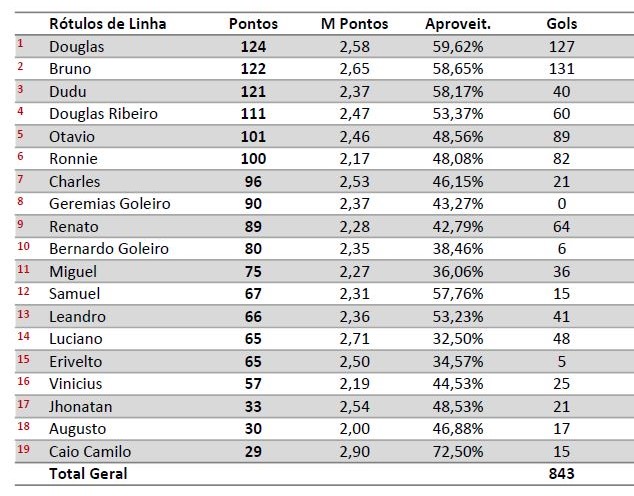 Rótulos de Linha Pontos M Pontos Aproveit. Gols
1 Douglas 124 2,58 59,62% 127
2 Bruno 122 2,65 58,65% 131
3 Dudu 121 2,37 58,17% 40
4 Douglas Ribeiro 111 2,47 53,37% 60
5 Otavio 101 2,46 48,56% 89
6 Ronnie 100 2,17 48,08% 82
7 Charles 96 2,53 46,15% 21
8 Geremias Goleiro 90 2,37 43,27% 0
9 Renato 89 2,28 42,79% 64
10 Bernardo Goleiro 80 2,35 38,46% 6
11 Miguel 75 2,27 36,06% 36
12 Samuel 67 2,31 57,76% 15
13 Leandro 66 2,36 53,23% 41
14 Luciano 65 2,71 32,50% 48
15 Erivelto 65 2,50 34,57% 5
16 Vinicius 57 2,19 44,53% 25
17 Jhonatan 33 2,54 48,53% 21
18 Augusto 30 2,00 46,88% 17
19 Caio Camilo 29 2,90 72,50% 15
Total Geral 843